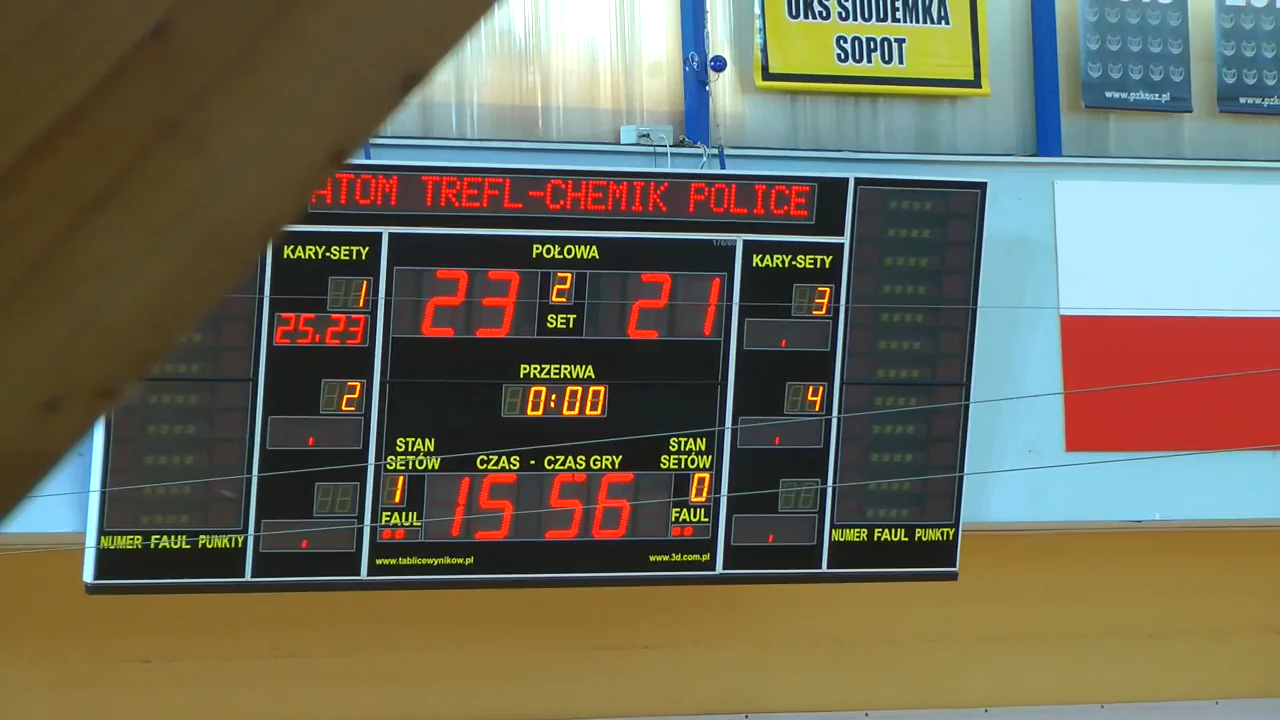 UKS SIÓDEMKA
SOPOT
www.pzkosz.pl
www.pzko
ATOM TREFL-CHEMIK POLICE
KARY-SETY
POŁOWA
KARY-SETY
1
23
2
21
3
25.23
SET
PRZERWA
2
0:00
4
STAN
SETÓW
CZAS - CZAS GRY
STAN
SETÓW
1
15 56
0
FAUL
FAUL
NUMER FAUL PUNKTY
NUMER FAUL PUNKTY
www.tablicewynikow.pl
www.3d.com.pl